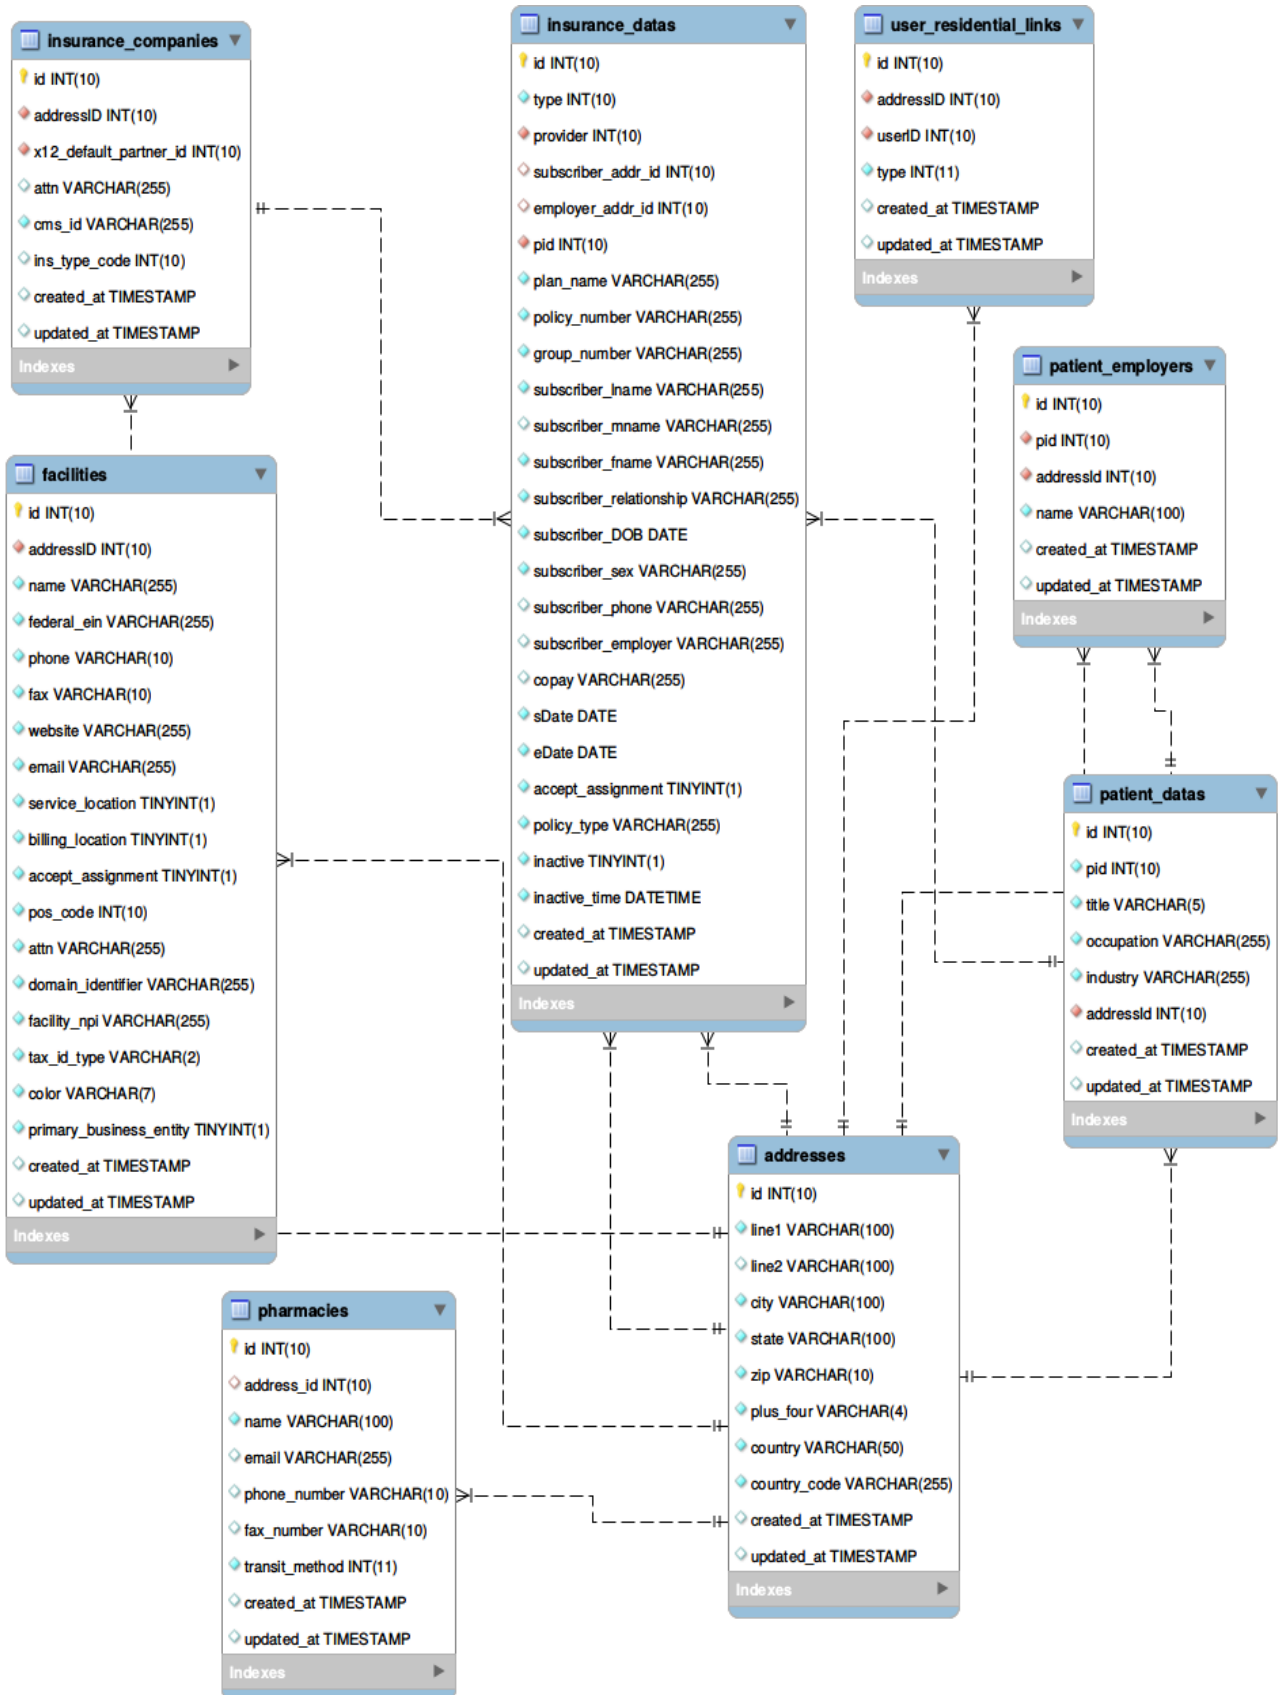 insurance_companies
id INT(10)
addressID INT(10)
x12_default_partner_id INT(10)
attn VARCHAR(255)
cms_id VARCHAR(255)
ins_type_code INT(10)
created_at TIMESTAMP
updated_at TIMESTAMP
Indexes
insurance_datas
id INT(10)
type INT(10)
provider INT(10)
subscriber_addr_id INT(10)
employer_addr_id INT(10)
pid INT(10)
plan_name VARCHAR(255)
policy_number VARCHAR(255)
group_number VARCHAR(255)
subscriber_lname VARCHAR(255)
subscriber_mname VARCHAR(255)
subscriber_fname VARCHAR(255)
subscriber_relationship VARCHAR(255)
subscriber_DOB DATE
subscriber_sex VARCHAR(255)
subscriber_phone VARCHAR(255)
subscriber_employer VARCHAR(255)
copay VARCHAR(255)
sDate DATE
eDate DATE
accept_assignment TINYINT(1)
policy_type VARCHAR(255)
inactive TINYINT(1)
inactive_time DATETIME
created_at TIMESTAMP
updated_at TIMESTAMP
Indexes
user_residential_links
id INT(10)
addressID INT(10)
userID INT(10)
type INT(11)
created_at TIMESTAMP
updated_at TIMESTAMP
Indexes
patient_employers
id INT(10)
pid INT(10)
addressId INT(10)
name VARCHAR(100)
created_at TIMESTAMP
updated_at TIMESTAMP
Indexes
facilities
id INT(10)
addressID INT(10)
name VARCHAR(255)
federal_ein VARCHAR(255)
phone VARCHAR(10)
fax VARCHAR(10)
website VARCHAR(255)
email VARCHAR(255)
service_location TINYINT(1)
billing_location TINYINT(1)
accept_assignment TINYINT(1)
pos_code INT(10)
attn VARCHAR(255)
domain_identifier VARCHAR(255)
facility_npi VARCHAR(255)
tax_id_type VARCHAR(2)
color VARCHAR(7)
primary_business_entity TINYINT(1)
created_at TIMESTAMP
updated_at TIMESTAMP
Indexes
patient_datas
id INT(10)
pid INT(10)
title VARCHAR(5)
occupation VARCHAR(255)
industry VARCHAR(255)
addressId INT(10)
created_at TIMESTAMP
updated_at TIMESTAMP
Indexes
addresses
id INT(10)
line1 VARCHAR(100)
line2 VARCHAR(100)
city VARCHAR(100)
state VARCHAR(100)
zip VARCHAR(10)
plus_four VARCHAR(4)
country VARCHAR(50)
country_code VARCHAR(255)
created_at TIMESTAMP
updated_at TIMESTAMP
Indexes
pharmacies
id INT(10)
address_id INT(10)
name VARCHAR(100)
email VARCHAR(255)
phone_number VARCHAR(10)
fax_number VARCHAR(10)
transit_method INT(11)
created_at TIMESTAMP
updated_at TIMESTAMP
Indexes